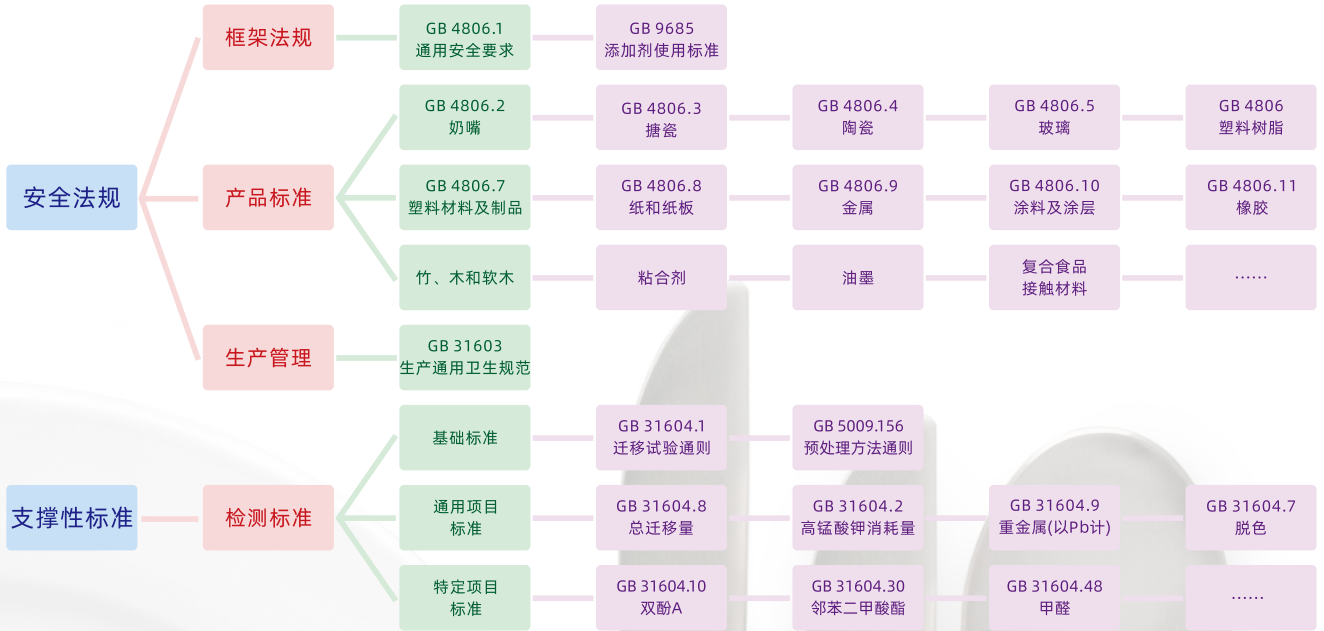 框架法规
GB 4806.1
通用安全要求
GB 9685
添加剂使用标准
GB 4806.2
奶嘴
GB 4806.3
搪瓷
GB 4806.4
陶瓷
GB 4806.5
玻璃
GB 4806
塑料树脂
安全法规
产品标准
GB 4806.7
塑料材料及制品
GB 4806.8
纸和纸板
GB 4806.9
金属
GB 4806.10
涂料及涂层
GB 4806.11
橡胶
竹、木和软木
粘合剂
油墨
复合食品
接触材料
······
生产管理
GB 31603
生产通用卫生规范
基础标准
GB 31604.1
迁移试验通则
GB 5009.156
预处理方法通则
支撑性标准
检测标准
通用项目
标准
GB 31604.8
总迁移量
GB 31604.2
高锰酸钾消耗量
GB 31604.9
重金属(以Pb计)
GB 31604.7
脱色
特定项目
标准
GB 31604.10
双酚A
GB 31604.30
邻苯二甲酸酯
GB 31604.48
甲醛
······